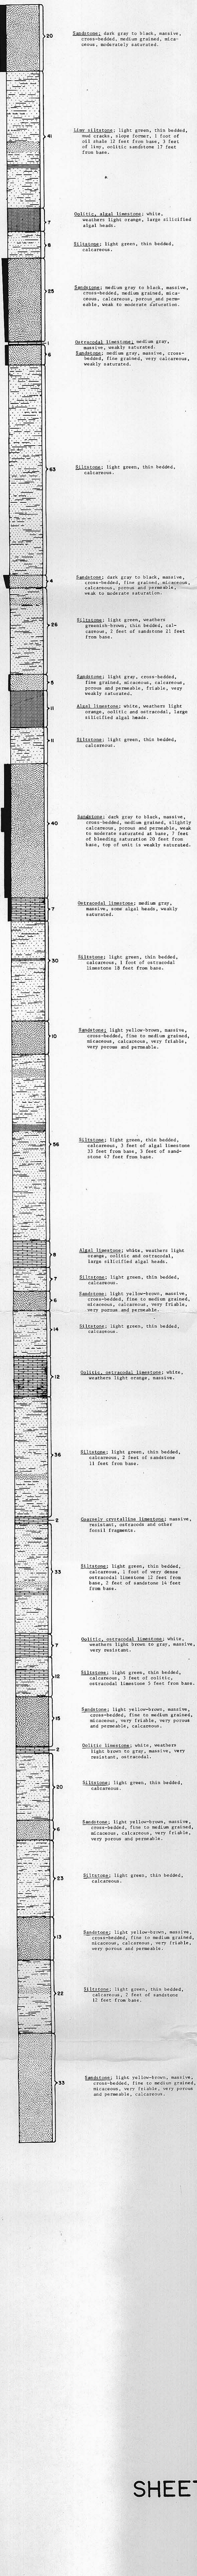 20
Sandstone; dark gray to black, massive,
cross-bedded, medium grained, mica-
ceous, moderately saturated.
41
Limy siltstone; light green, thin bedded,
mud cracks, slope former, 1 foot of
oil shale 12 feet from base, 3 feet
of limy, oolitic sandstone 17 feet
from base.
7
Oolitic, algal limestone; white,
weathers light orange, large silicified
algal heads.
8
Siltstone; light green, thin bedded,
calcareous.
25
Sandstone; medium gray to black, massive,
cross-bedded, medium grained, mica-
ceous, calcareous, porous and perme-
able, weak to moderate saturation.
1
Ostracodal limestone; medium gray,
massive, weakly saturated.
6
Sandstone; medium gray, massive, cross-
bedded, fine grained, very calcareous,
weakly saturated.
63
Siltstone; light green, thin bedded,
calcareous.
4
Sandstone; dark gray to black, massive,
cross-bedded, fine grained, micaceous,
calcareous, porous and permeable,
weak to moderate saturation.
26
Siltstone; light green, weathers
greenish-brown, thin bedded, cal-
careous, 2 feet of sandstone 21 feet
from base.
5
Sandstone; light gray, cross-bedded,
fine grained, micaceous, calcareous,
porous and permeable, friable, very
weakly saturated.
11
Algal limestone; white, weathers light
orange, oolitic and ostracodal, large
silicified algal heads.
11
Siltstone; light green, thin bedded,
calcareous.
40
Sandstone; dark gray to black, massive,
cross-bedded, medium grained, slightly
calcareous, porous and permeable, weak
to moderate saturated at base, 7 feet
of bleeding saturation 20 feet from
base, top of unit is weakly saturated.
7
Ostracodal limestone; medium gray,
massive, some algal heads, weakly
saturated.
30
Siltstone; light green, thin bedded,
calcareous, 1 foot of ostracodal
limestone 18 feet from base.
10
Sandstone; light yellow-brown, massive,
cross-bedded, fine to medium grained,
micaceous, calcareous, very friable,
very porous and permeable.
56
Siltstone; light green, thin bedded,
calcareous, 3 feet of algal limestone
33 feet from base, 3 feet of sand-
stone 47 feet from base.
8
Algal limestone; white, weathers light
orange, oolitic and ostracodal,
large silicified algal heads.
7
Siltstone; light green, thin bedded,
calcareous.
6
Sandstone; light yellow-brown, massive,
cross-bedded, fine to medium grained,
micaceous, calcareous, very friable,
very porous and permeable.
14
Siltstone; light green, thin bedded,
calcareous.
12
Oolitic, ostracodal limestone; white,
weathers light orange, massive.
36
Siltstone; light green, thin bedded,
calcareous, 2 feet of sandstone
11 feet from base.
2
Coarsely crystalline limestone; massive,
resistant, ostracods and other
fossil fragments.
33
Siltstone; light green, thin bedded,
calcareous, 1 foot of very dense
ostracodal limestone 12 feet from
base, 2 feet of sandstone 14 feet
from base.
7
Oolitic, ostracodal limestone; white,
weathers light brown to gray, massive,
very resistant.
12
Siltstone; light green, thin bedded,
calcareous, 3 feet of oolitic,
ostracodal limestone 5 feet from base.
15
Sandstone; light yellow-brown, massive,
cross-bedded, fine to medium grained,
micaceous, very friable, very porous
and permeable, calcareous.
2
Oolitic limestone; white, weathers
light brown to gray, massive, very
resistant, ostracodal.
20
Siltstone; light green, thin bedded,
calcareous.
6
Sandstone; light yellow-brown, massive,
cross-bedded, fine to medium grained,
micaceous, calcareous, very friable,
very porous and permeable.
23
Siltstone; light green, thin bedded,
calcareous.
13
Sandstone; light yellow-brown, massive,
cross-bedded, fine to medium grained,
micaceous, calcareous, very friable,
very porous and permeable.
22
Siltstone; light green, thin bedded,
calcareous, 2 feet of sandstone
12 feet from base.
33
Sandstone; light yellow-brown, massive,
cross-bedded, fine to medium grained,
micaceous, very friable, very porous
and permeable, calcareous.
SHEET